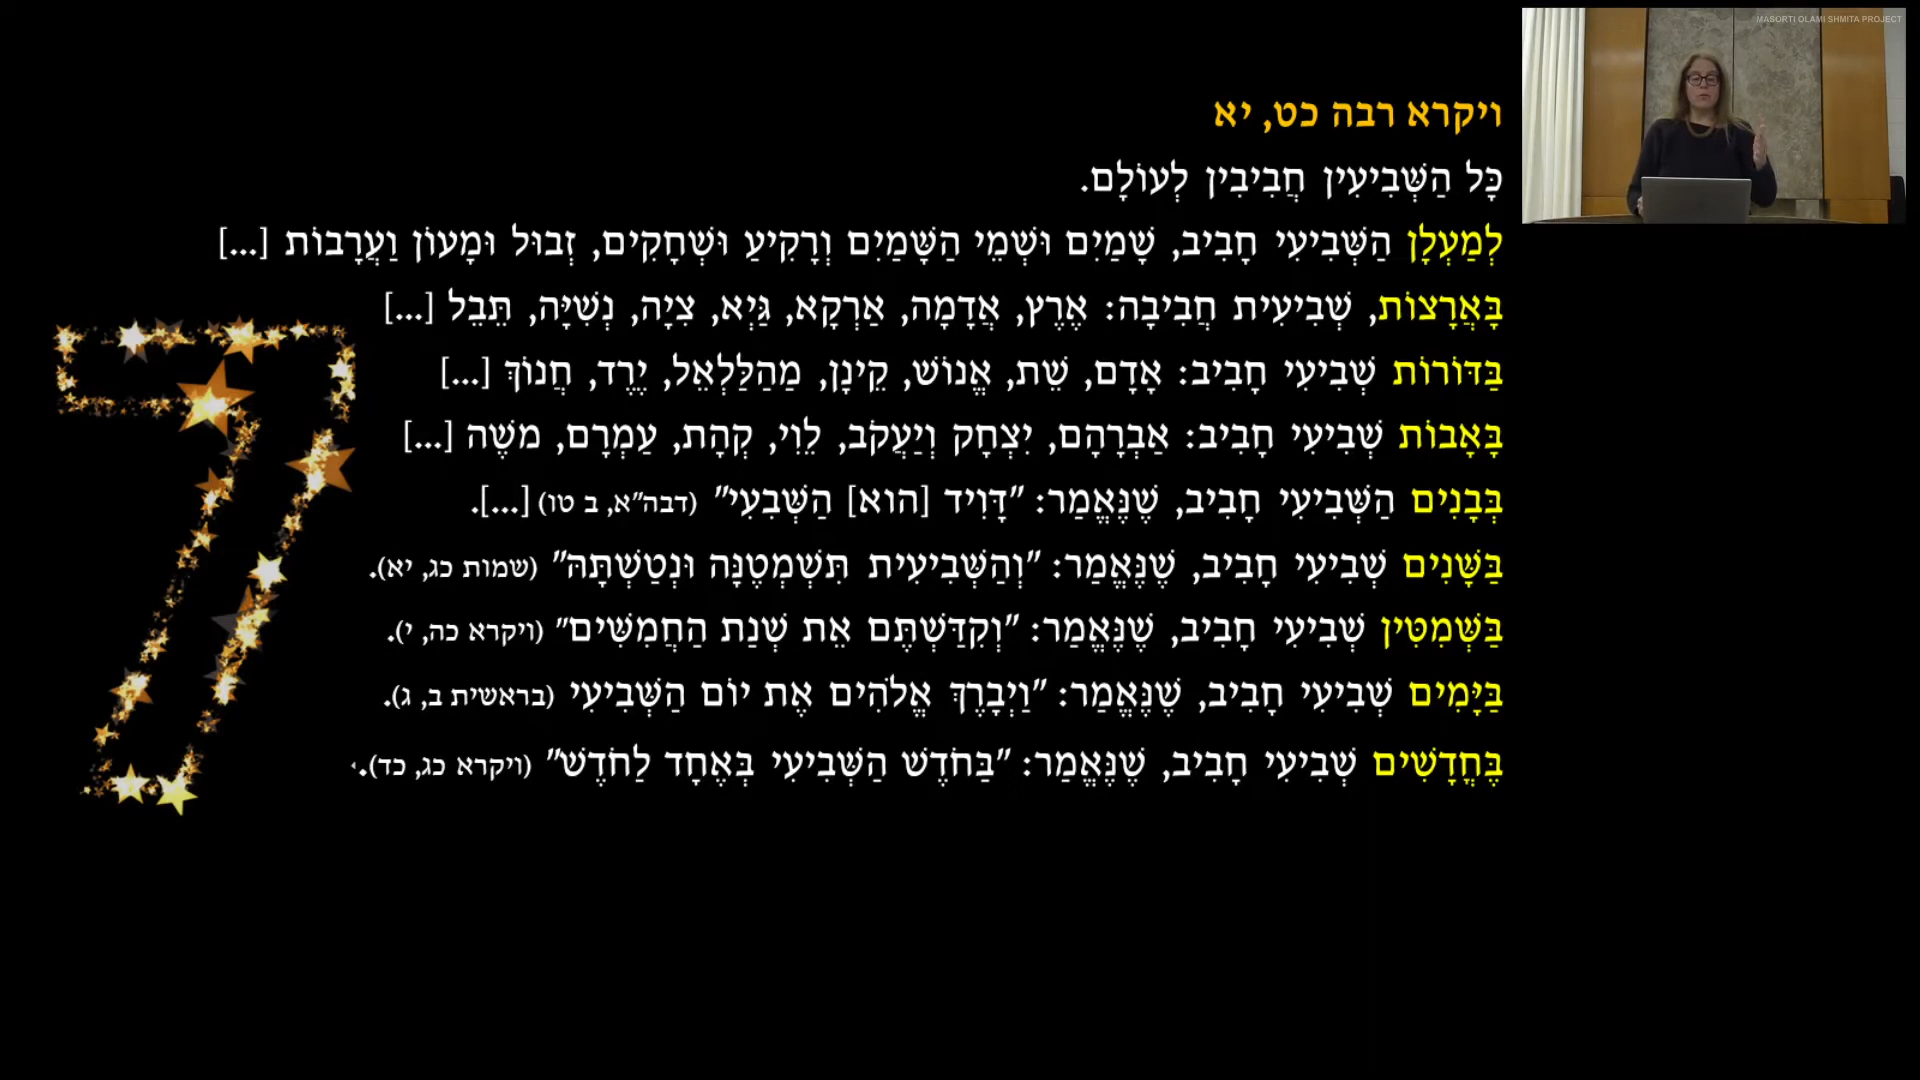 MASORTI OLAMI SHMITA PROJECT
ויקרא רבה כט, יא
כָּל הַשְּׁבִיעִין חֲבִיבִין לְעוֹלָם.
לְמַעְלָן הַשְּׁבִיעִי חָבִיב, שָׁמַיִם וּשְׁמֵי הַשָּׁמַיִם וְרָקִיעַ וּשְׁחָקִים, זְבוּל וּמָעוֹן וַעֲרָבוֹת [...]
בָּאֲרָצוֹת, שְׁבִיעִית חֲבִיבָה: אֶרֶץ, אֲדָמָה, אַרְקָא, גַּיְא, צִיָה, נְשִׁיָּה, תֵּבֵל [...]
בַּדּוֹרוֹת שְׁבִיעִי חָבִיב: אָדָם, שֵׁת, אֱנוֹשׁ, קֵינָן, מַהַלַּלְאֵל, יֶרֶד, חֲנוֹךְ [...]
בָּאָבוֹת שְׁבִיעִי חָבִיב: אַבְרָהָם, יִצְחָק וְיַעֲקֹב, לֵוִי, קְהָת, עַמְרָם, משֶׁה [...]
בְּבָנִים הַשְּׁבִיעִי חָבִיב, שֶׁנֶּאֱמַר: "דָּוִיד [הוא] הַשְּׁבִעִי" (דבה"א, ב טו) [...].
בַּשָּׁנִים שְׁבִיעִי חָבִיב, שֶׁנֶּאֱמַר: "וְהַשְּׁבִיעִית תִּשְׁמְטֶנָּה וּנְטַשְׁתָּהּ" (שמות כג, יא).
בַּשְּׁמִטִּין שְׁבִיעִי חָבִיב, שֶׁנֶּאֱמַר: "וְקִדַּשְׁתֶּם אֵת שְׁנַת הַחֲמִשִּׁים" (ויקרא כה, י).
בַּיָּמִים שְׁבִיעִי חָבִיב, שֶׁנֶּאֱמַר: "וַיְבָרֶךְ אֱלֹהִים אֶת יוֹם הַשְּׁבִיעִי (בראשית ב, ג).
בֶּחֳדָשִׁים שְׁבִיעִי חָבִיב, שֶׁנֶּאֱמַר: "בַּחֹדֶשׁ הַשְּׁבִיעִי בְּאֶחָד לַחֹדֶשׁ" (ויקרא כג, כד).
7